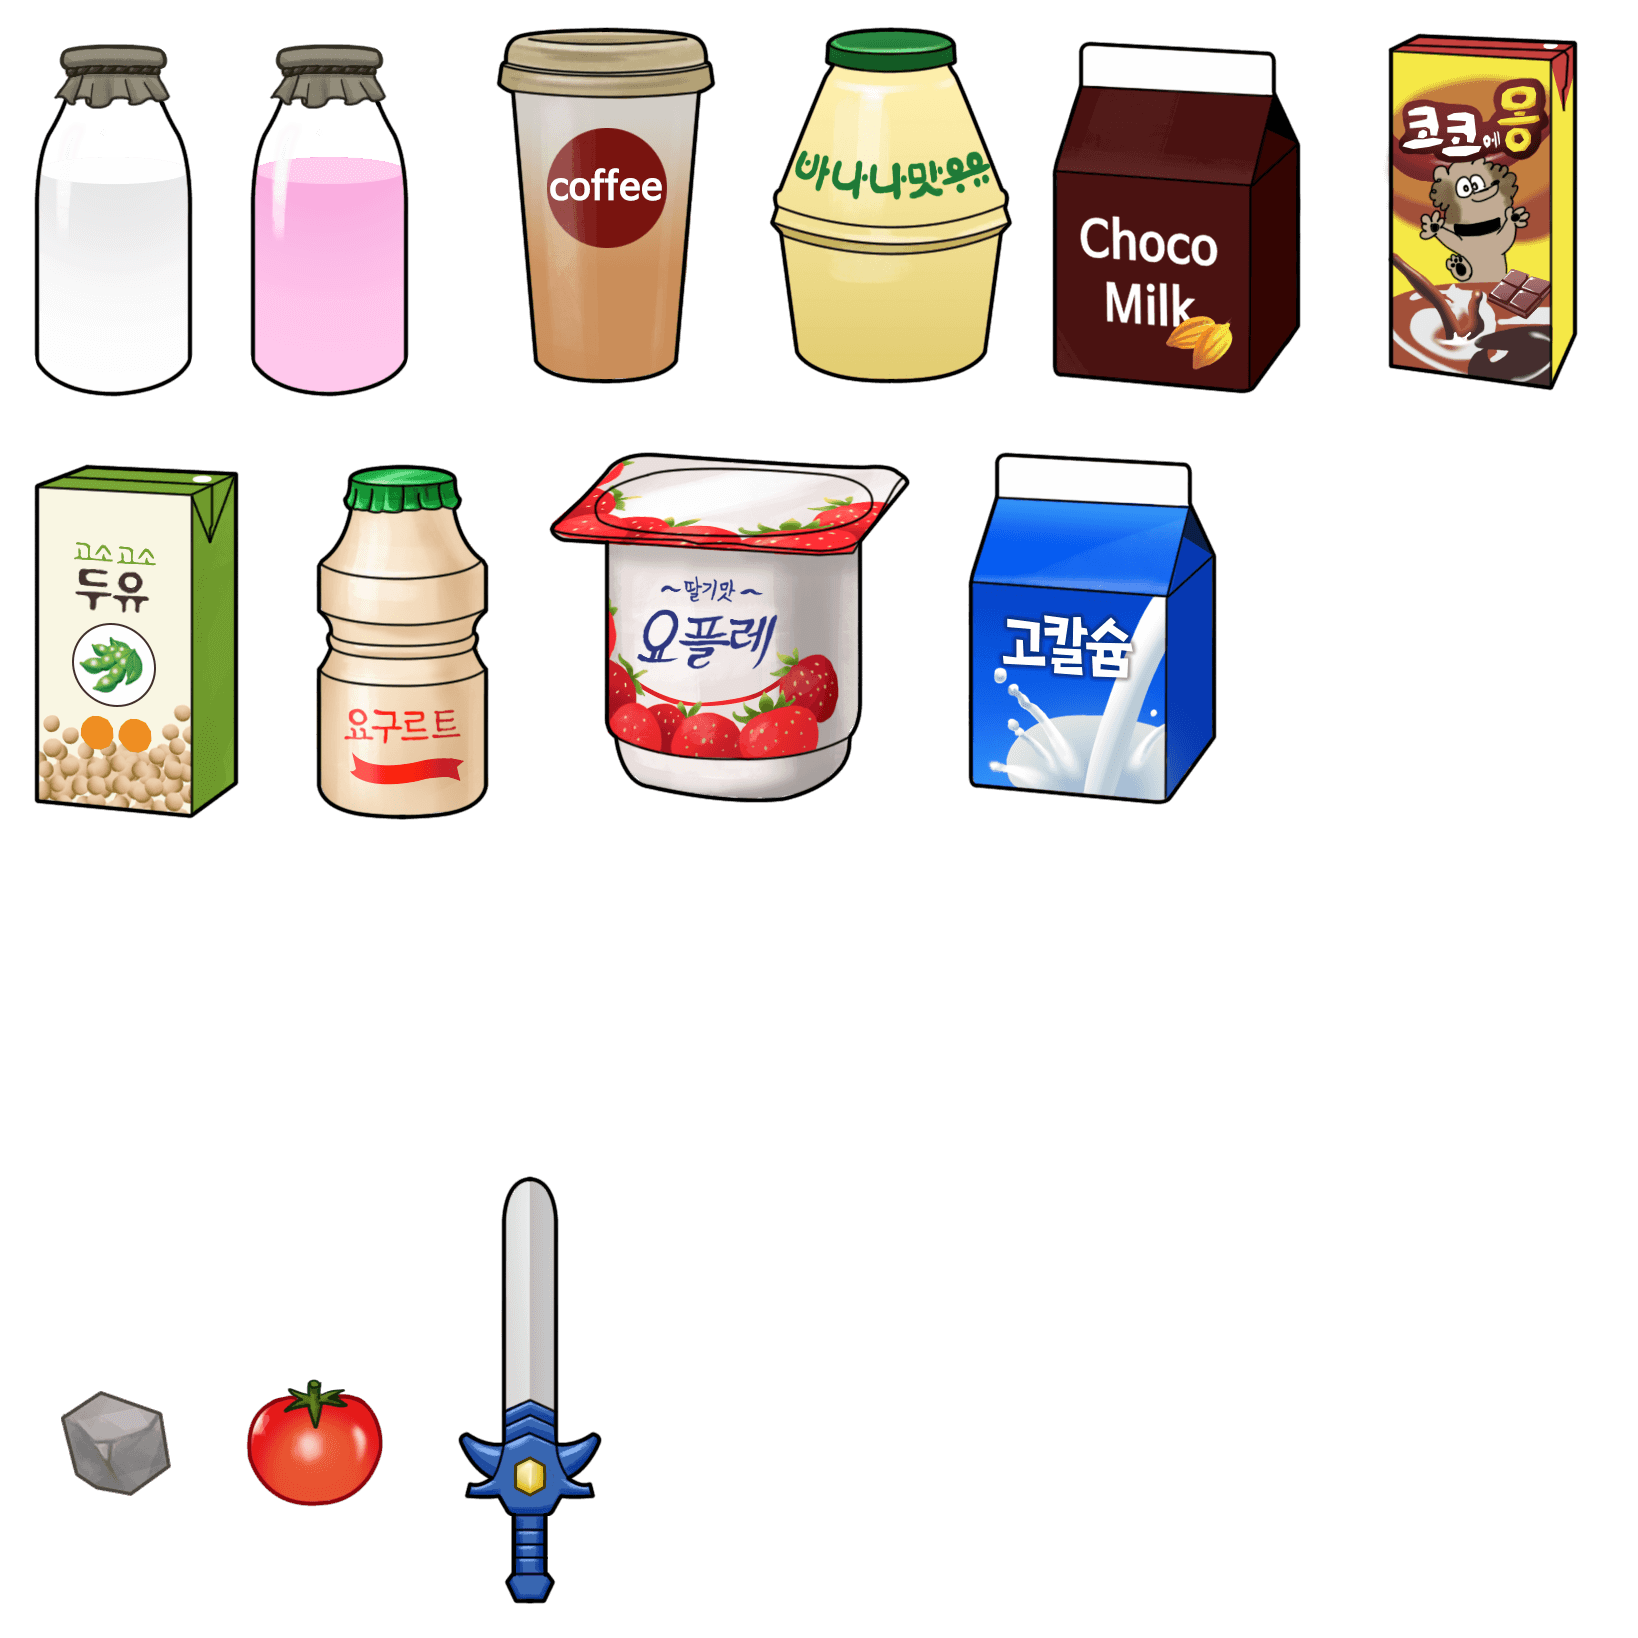 coffee
바나나맛우유
Choco
Milk
코코에몽
고소고소
두유
요구르트
~딸기맛~
요플레
고칼슘